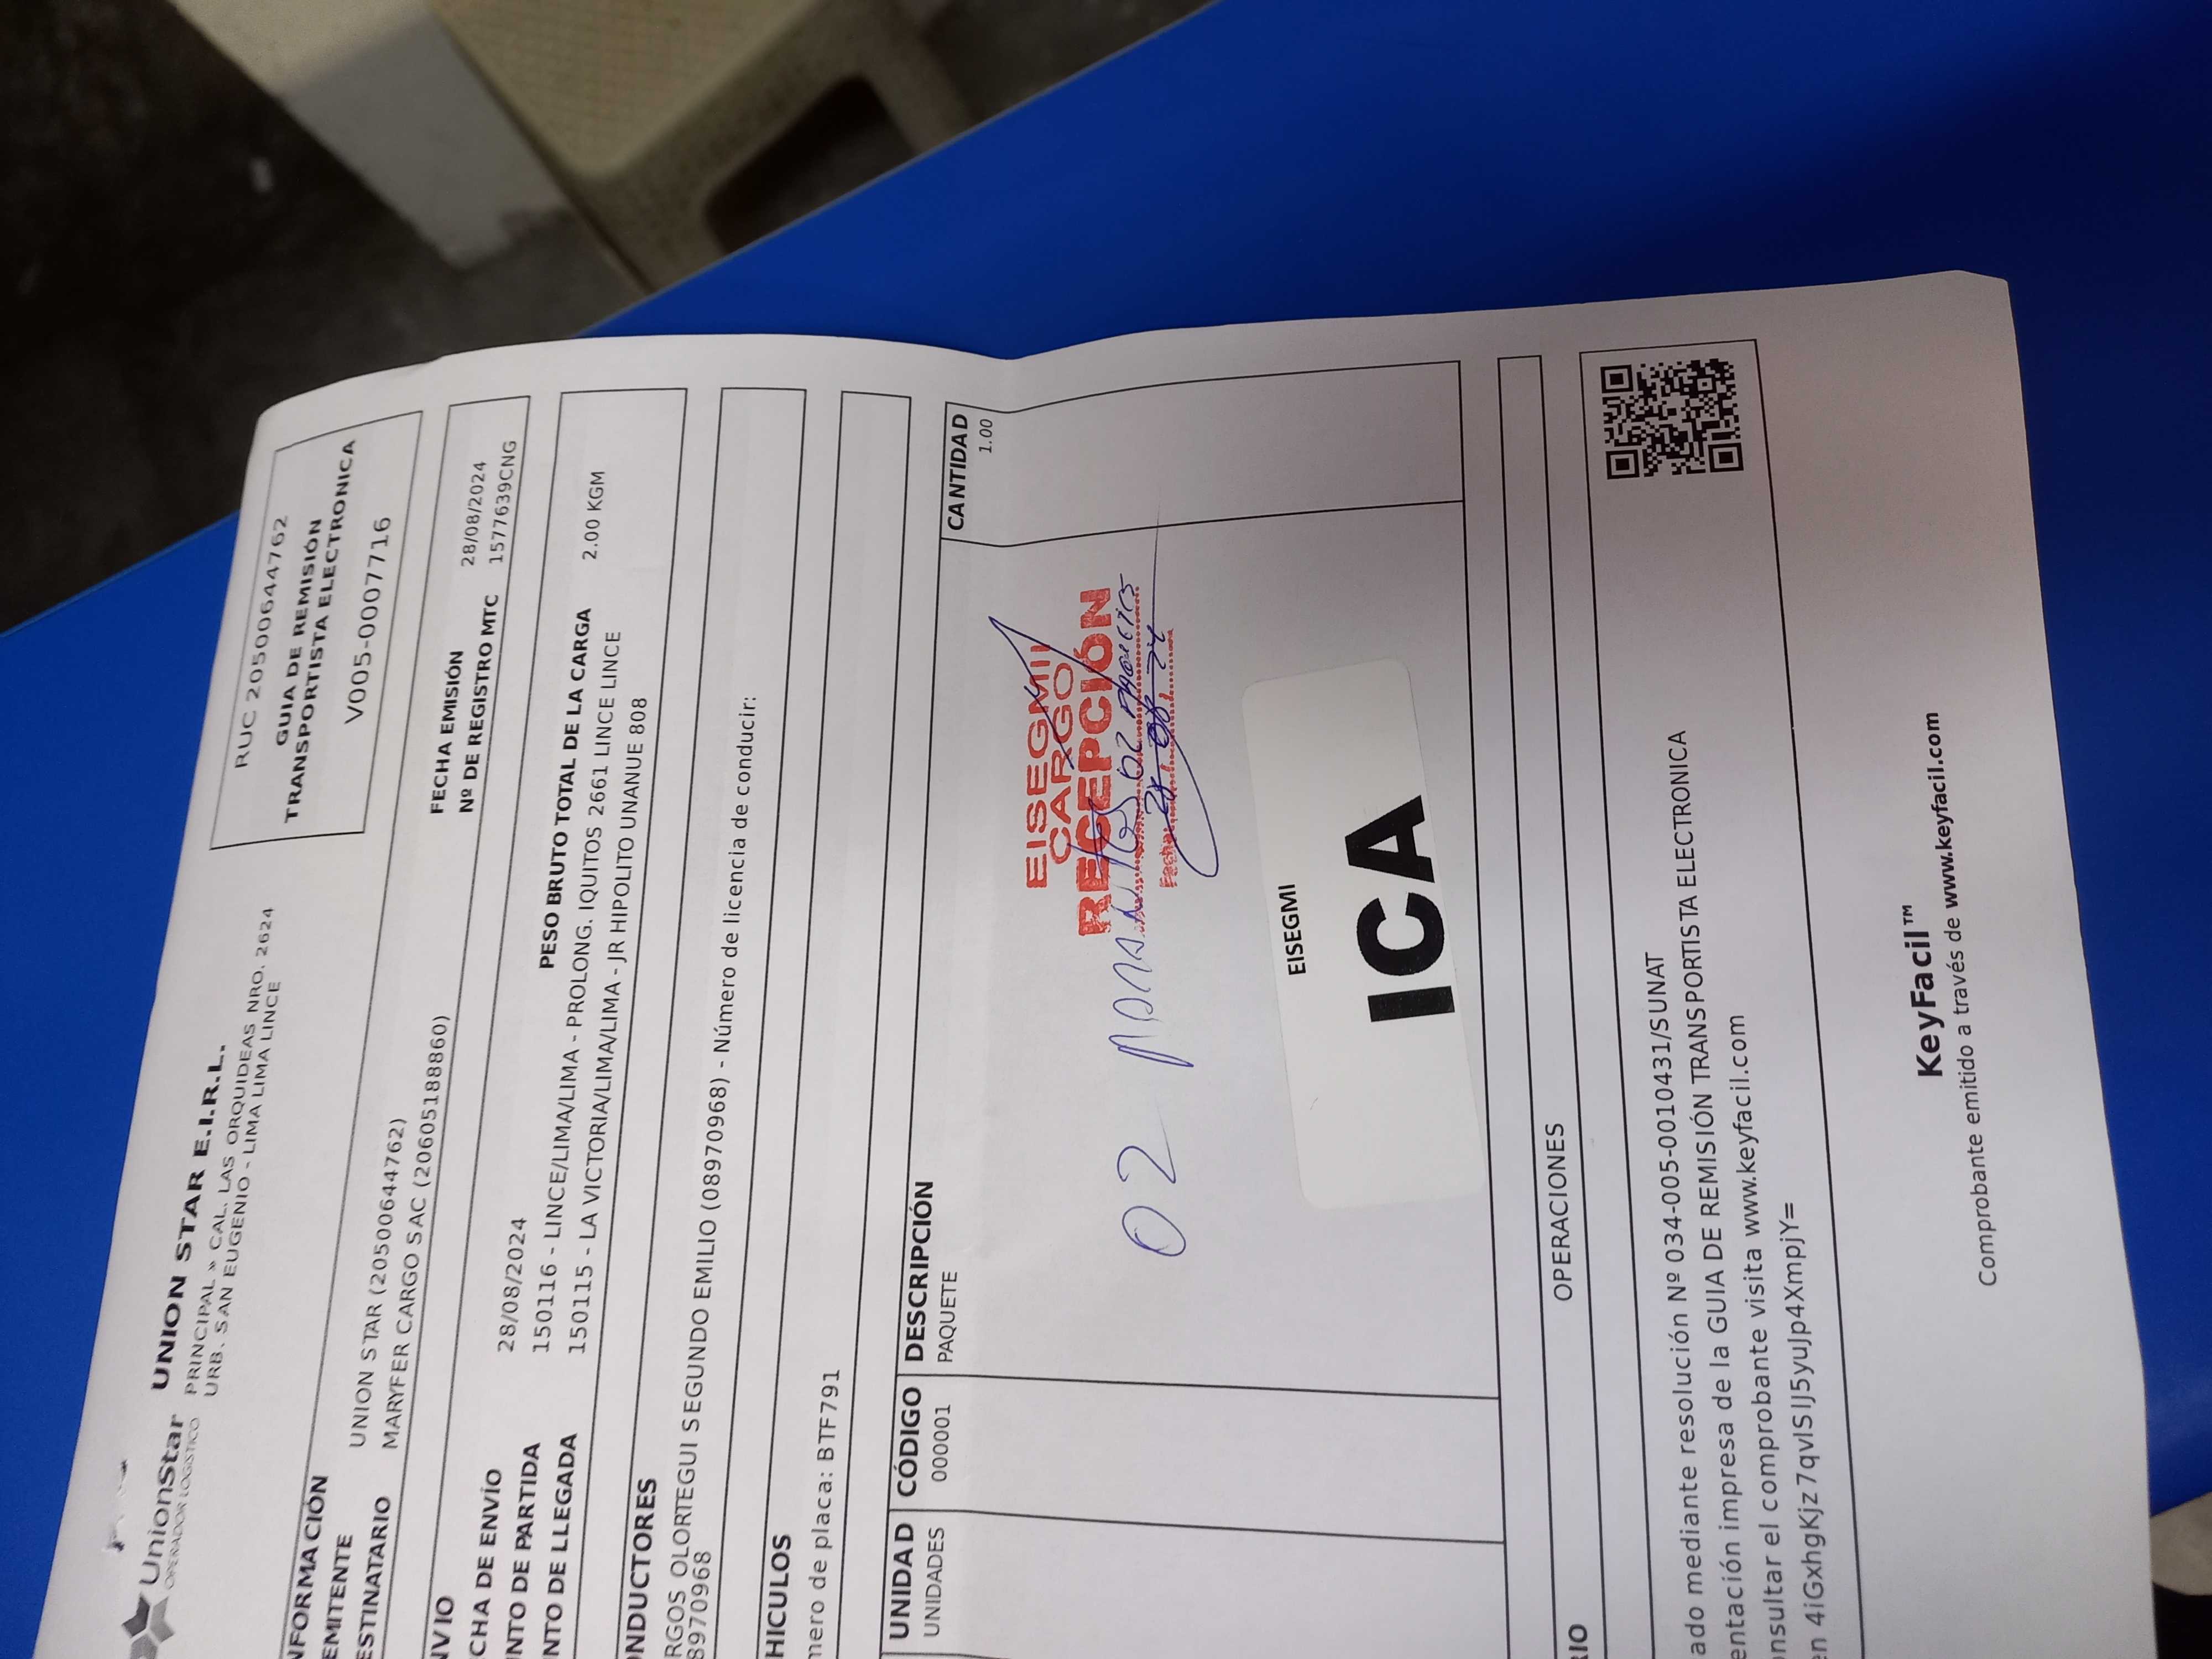 UnionStar
OPERADOR LOGISTICO
UNION STAR E.I.R.L.
PRINCIPAL » CAL. LAS ORQUIDEAS NRO. 2624
URB. SAN EUGENIO - LIMA LIMA LINCE
RUC 20500644762
GUIA DE REMISIÓN
TRANSPORTISTA ELECTRONICA
V005-00077716
NFORMACIÓN
EMITENTE UNION STAR (20500644762)
ESTINATARIO MARYFER CARGO SAC (20605188860)
FECHA EMISIÓN 28/08/2024
Nº DE REGISTRO MTC 1577639CNG
NVIO
CHA DE ENVÍO 28/08/2024
PESO BRUTO TOTAL DE LA CARGA 2.00 KGM
NTO DE PARTIDA 150116 - LINCE/LIMA/LIMA - PROLONG. IQUITOS 2661 LINCE LINCE
NTO DE LLEGADA 150115 - LA VICTORIA/LIMA/LIMA - JR HIPOLITO UNANUE 808
ONDUCTORES
RGOS OLORTEGUI SEGUNDO EMILIO (08970968) - Número de licencia de conducir:
8970968
HICULOS
mero de placa: BTF791
UNIDAD CÓDIGO DESCRIPCIÓN CANTIDAD
UNIDADES 000001 PAQUETE 1.00
EISEGMI
CARGO
RECEPCIÓN
Fecha:
02
EISEGMI
ICA
OPERACIONES
RIO
ado mediante resolución Nº 034-005-0010431/SUNAT
entación impresa de la GUIA DE REMISIÓN TRANSPORTISTA ELECTRONICA
nsultar el comprobante visita www.keyfacil.com
en 4iGxhgKjz7qvlSIJ5yuJp4XmpjY=
KeyFacil™
Comprobante emitido a través de www.keyfacil.com